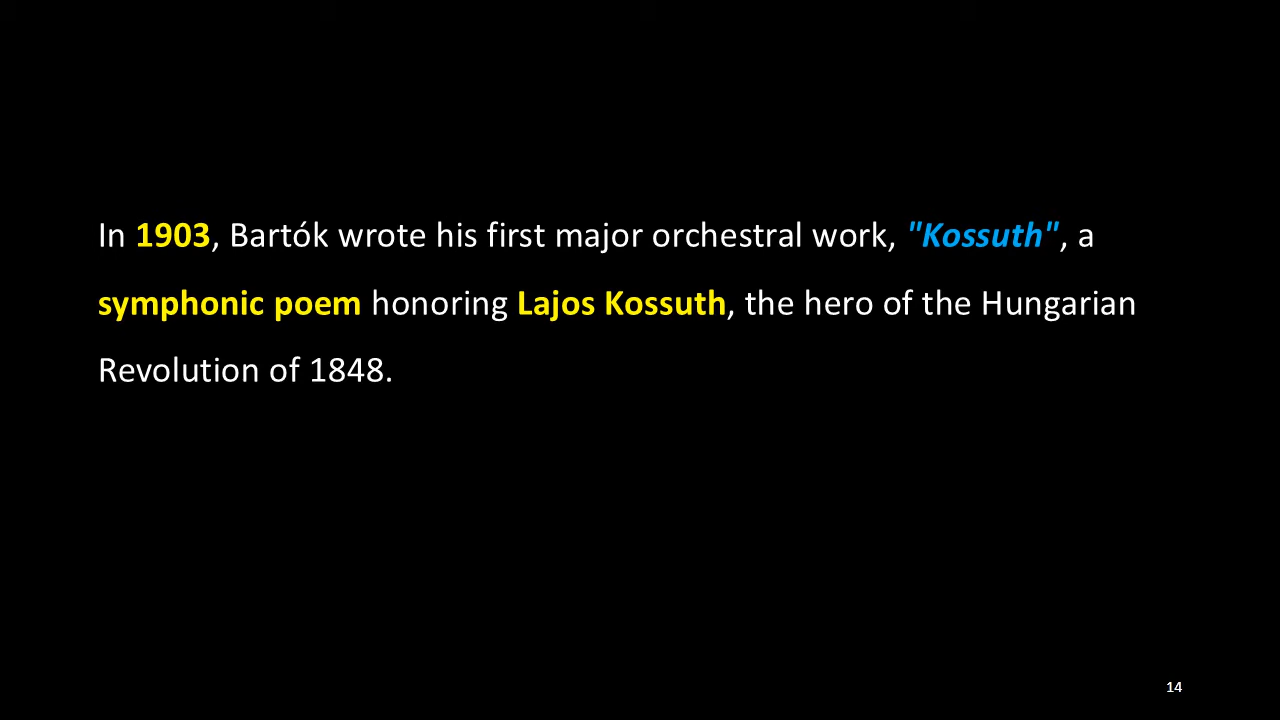 In 1903, Bartók wrote his first major orchestral work, "Kossuth", a
symphonic poem honoring Lajos Kossuth, the hero of the Hungarian
Revolution of 1848.
14